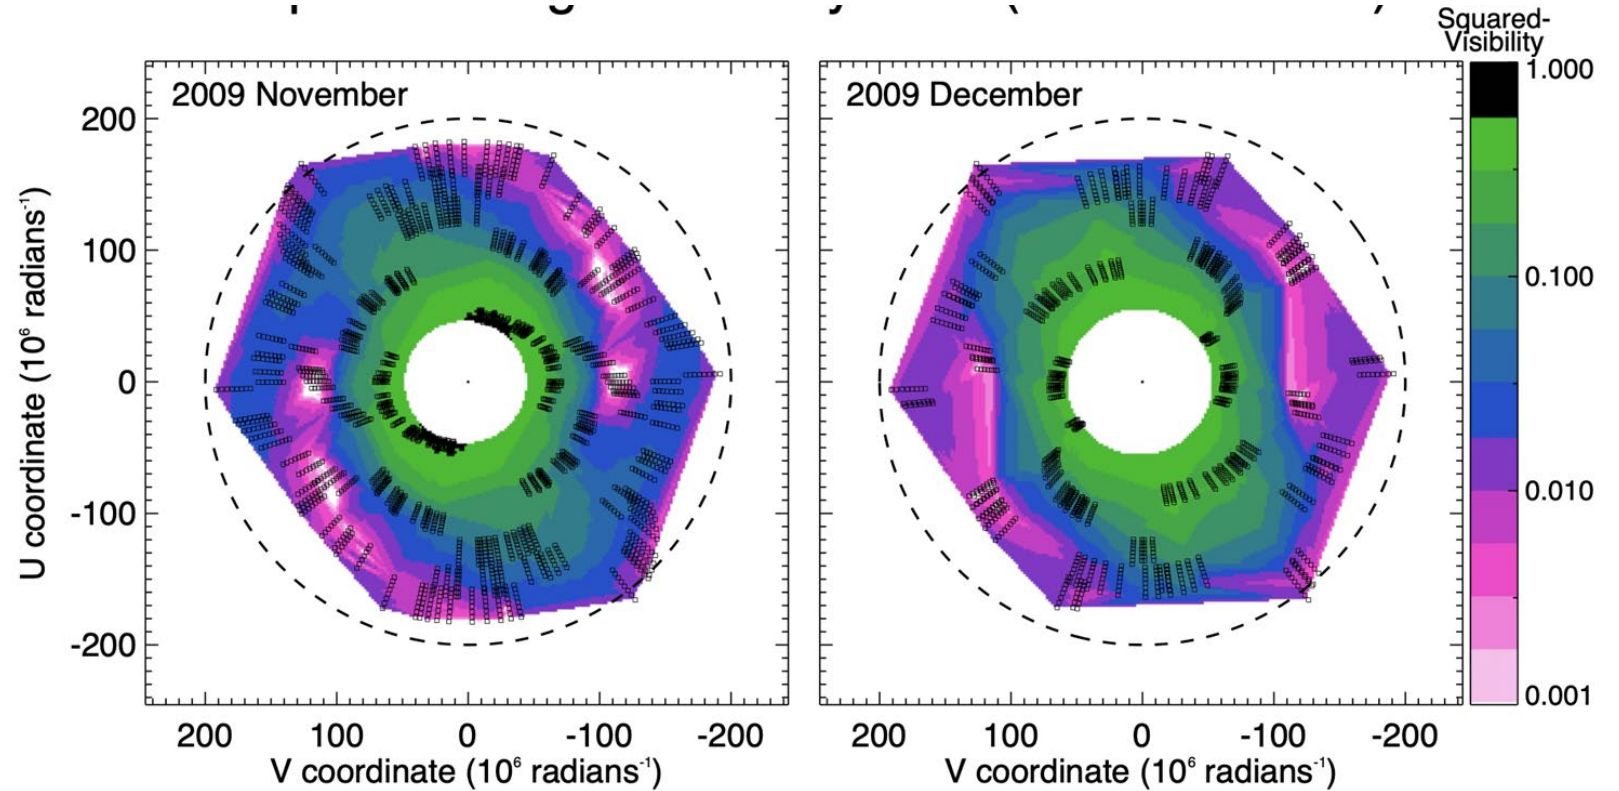 Squared-
Visibility
2009 November
2009 December
1.000
0.100
0.010
0.001
200
100
0
-100
-200
U coordinate (10⁶ radians⁻¹)
200 100 0 -100 -200
200 100 0 -100 -200
V coordinate (10⁶ radians⁻¹)
V coordinate (10⁶ radians⁻¹)